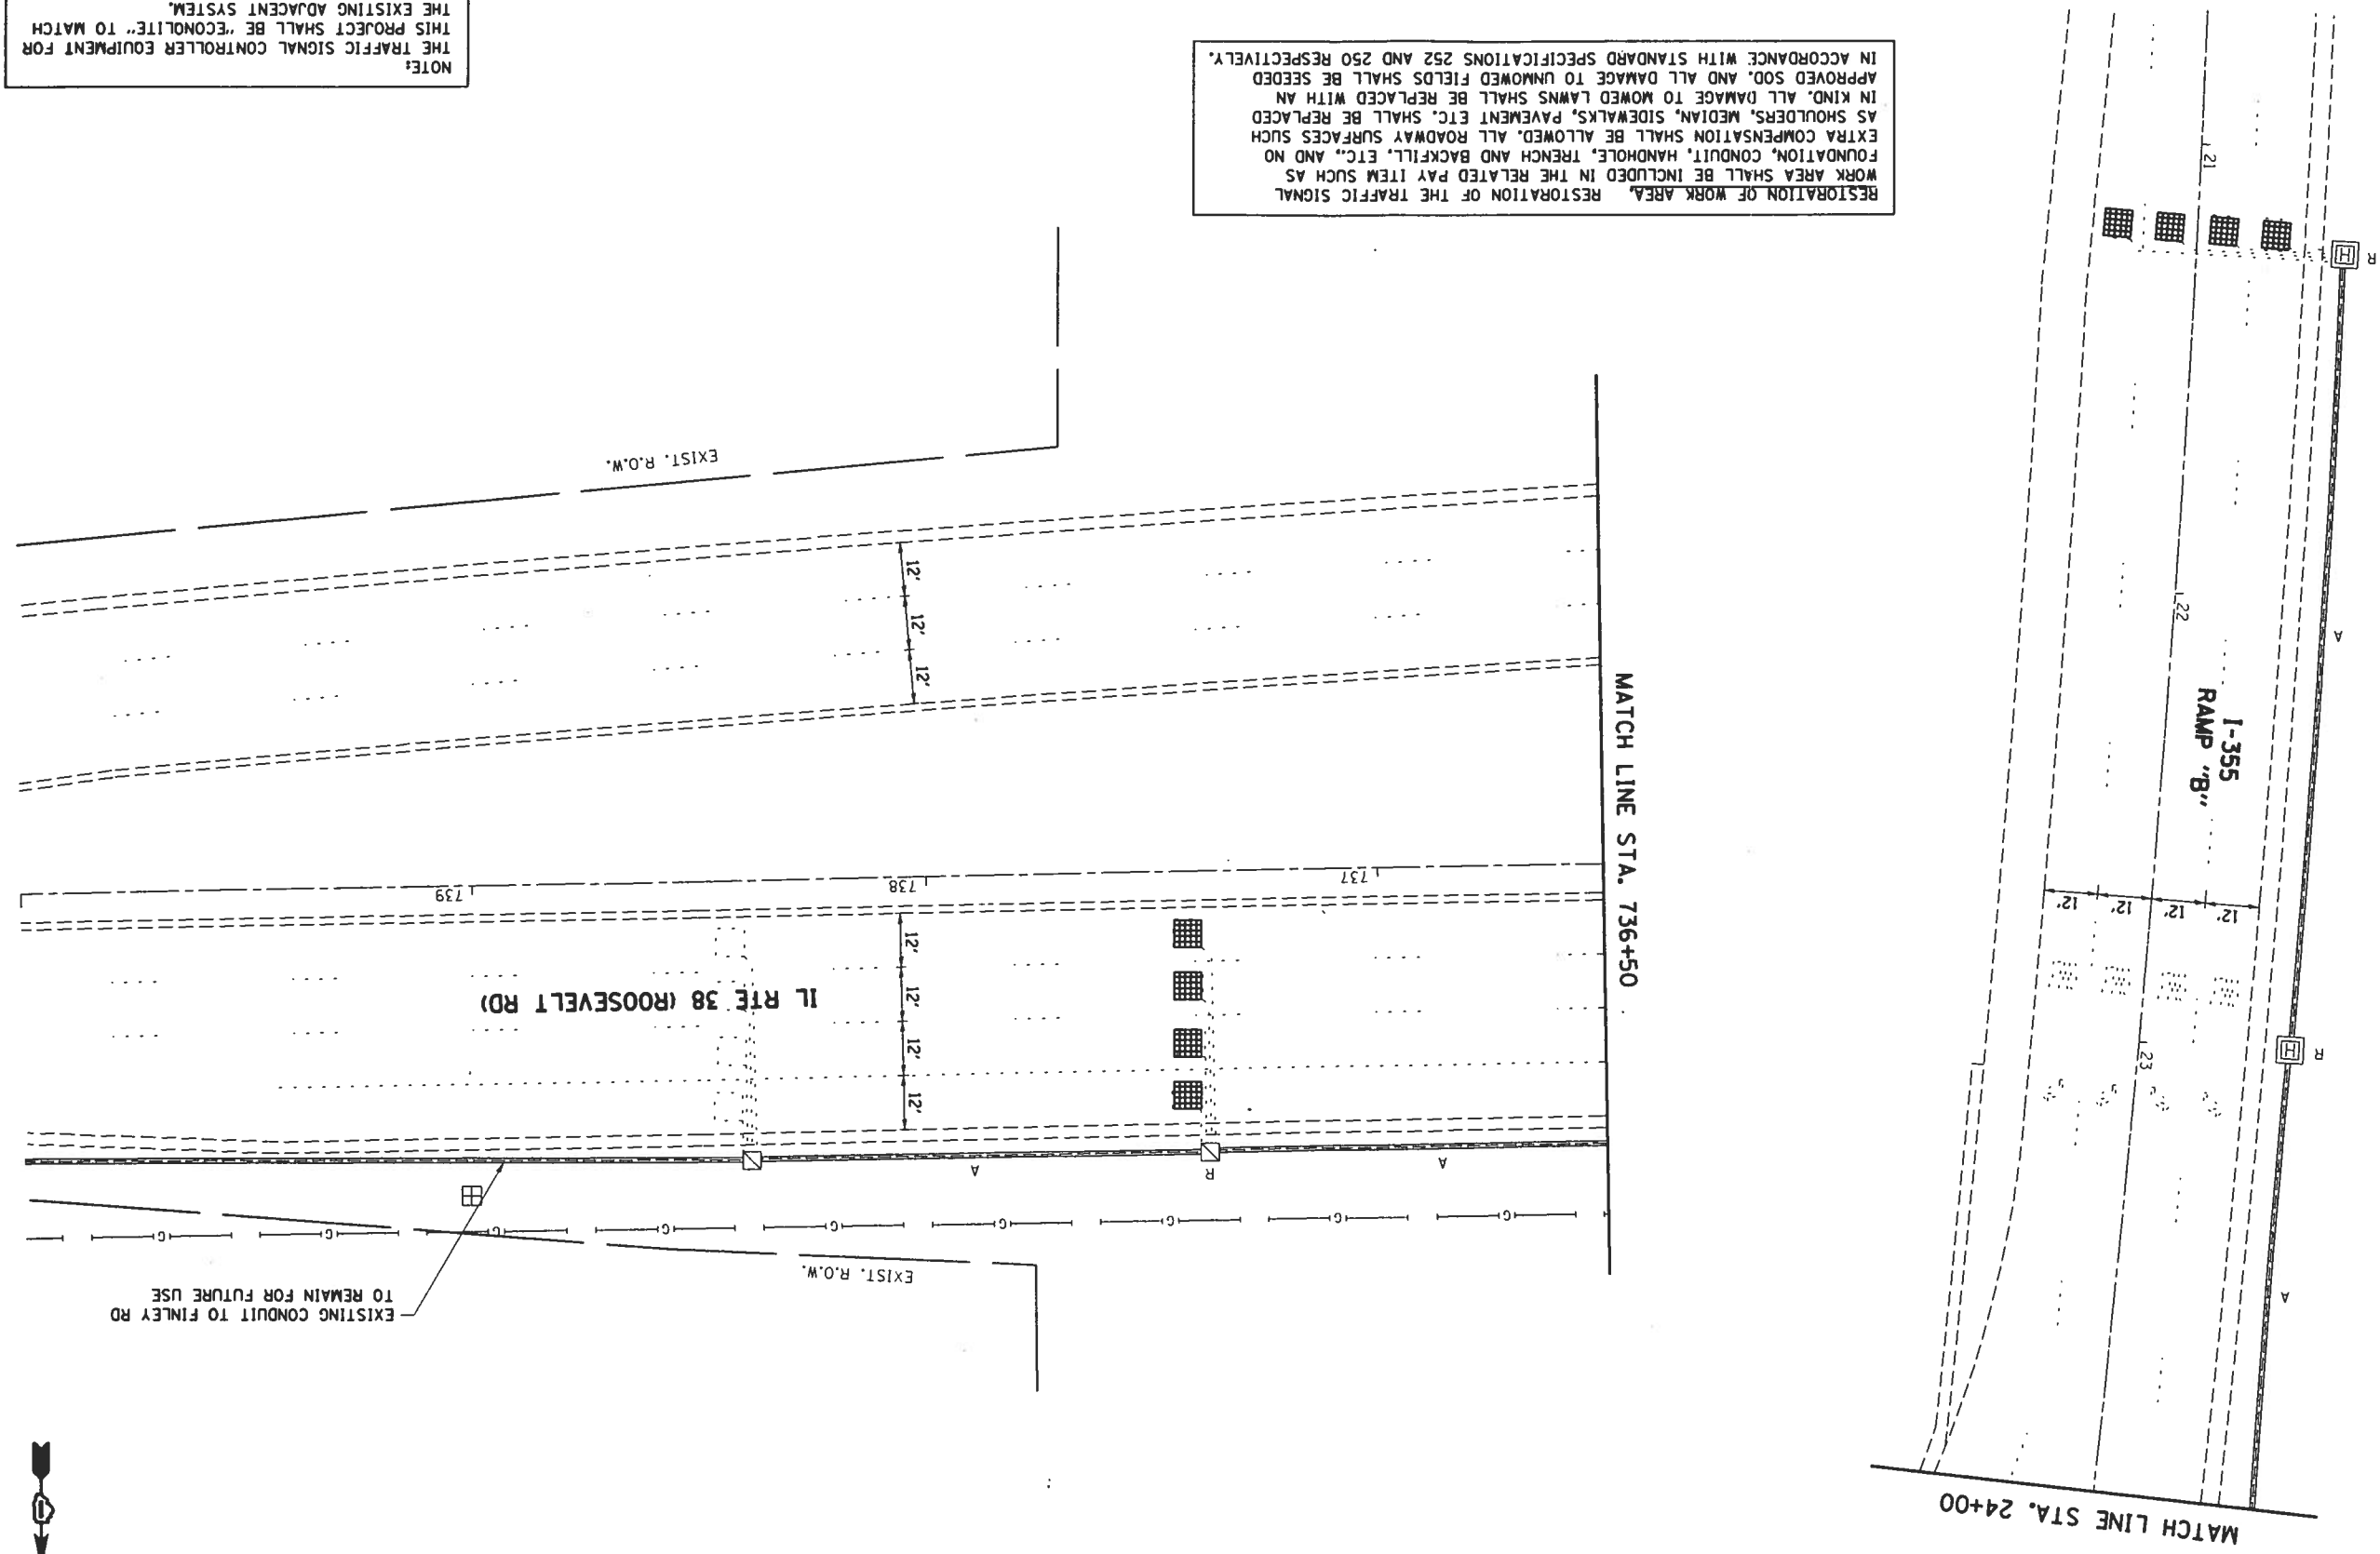 MATCH LINE STA. 24+00
A
R
H
23
12'
12'
12'
12'
I-355
RAMP "B"
A
22
R
H
21
EXISTING CONDUIT TO FINLEY RD
TO REMAIN FOR FUTURE USE
EXIST. R.O.W.
G
G
G
G
G
G
G
G
G
A
R
A
12'
12'
12'
12'
IL RTE 38 (ROOSEVELT RD)
737
738
739
MATCH LINE STA. 736+50
12'
12'
12'
EXIST. R.O.W.
RESTORATION OF WORK AREA. RESTORATION OF THE TRAFFIC SIGNAL
WORK AREA SHALL BE INCLUDED IN THE RELATED PAY ITEM SUCH AS
FOUNDATION, CONDUIT, HANDHOLE, TRENCH AND BACKFILL, ETC., AND NO
EXTRA COMPENSATION SHALL BE ALLOWED. ALL ROADWAY SURFACES SUCH
AS SHOULDERS, MEDIAN, SIDEWALKS, PAVEMENT ETC. SHALL BE REPLACED
IN KIND. ALL DAMAGE TO MOWED LAWNS SHALL BE REPLACED WITH AN
APPROVED SOD. AND ALL DAMAGE TO UNMOWED FIELDS SHALL BE SEEDED
IN ACCORDANCE WITH STANDARD SPECIFICATIONS 252 AND 250 RESPECTIVELY.
NOTE:
THE TRAFFIC SIGNAL CONTROLLER EQUIPMENT FOR
THIS PROJECT SHALL BE "ECONOLITE" TO MATCH
THE EXISTING ADJACENT SYSTEM.